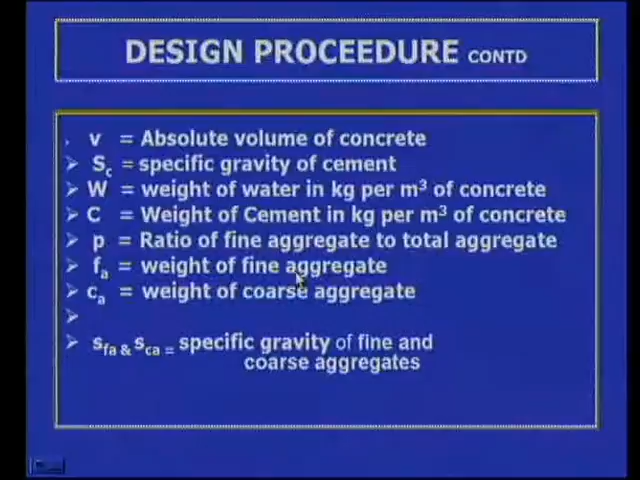 DESIGN PROCEEDURE CONTD
v = Absolute volume of concrete
Sc = specific gravity of cement
W = weight of water in kg per m³ of concrete
C = Weight of Cement in kg per m³ of concrete
p = Ratio of fine aggregate to total aggregate
fa = weight of fine aggregate
ca = weight of coarse aggregate
sfa & sca = specific gravity of fine and
coarse aggregates